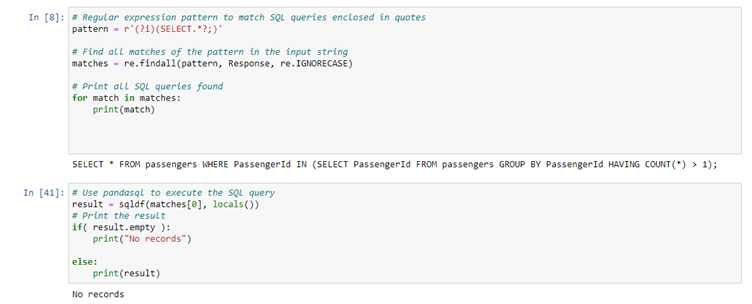 In [8]: # Regular expression pattern to match SQL queries enclosed in quotes
pattern = r'(?i)(SELECT.*?;)'
# Find all matches of the pattern in the input string
matches = re.findall(pattern, Response, re.IGNORECASE)
# Print all SQL queries found
for match in matches:
    print(match)
SELECT * FROM passengers WHERE PassengerId IN (SELECT PassengerId FROM passengers GROUP BY PassengerId HAVING COUNT(*) > 1);
In [41]: # Use pandasql to execute the SQL query
result = sqldf(matches[0], locals())
# Print the result
if( result.empty ):
    print("No records")
else:
    print(result)
No records